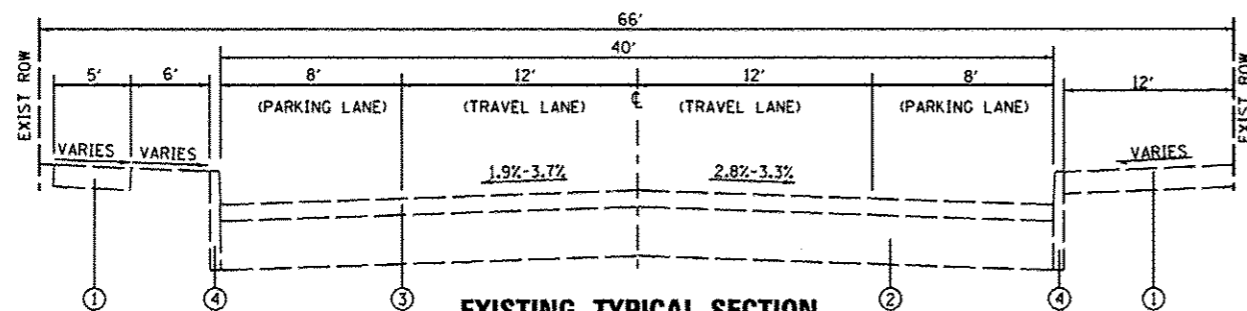 66'
40'
5' 6' 8' 12' 12' 8' 12'
EXIST ROW
EXIST ROW
(PARKING LANE) (TRAVEL LANE) (TRAVEL LANE) (PARKING LANE)
VARIES VARIES VARIES
1.9%-3.7% 2.8%-3.3%
1 4 3 2 4 1
EXISTING TYPICAL SECTION